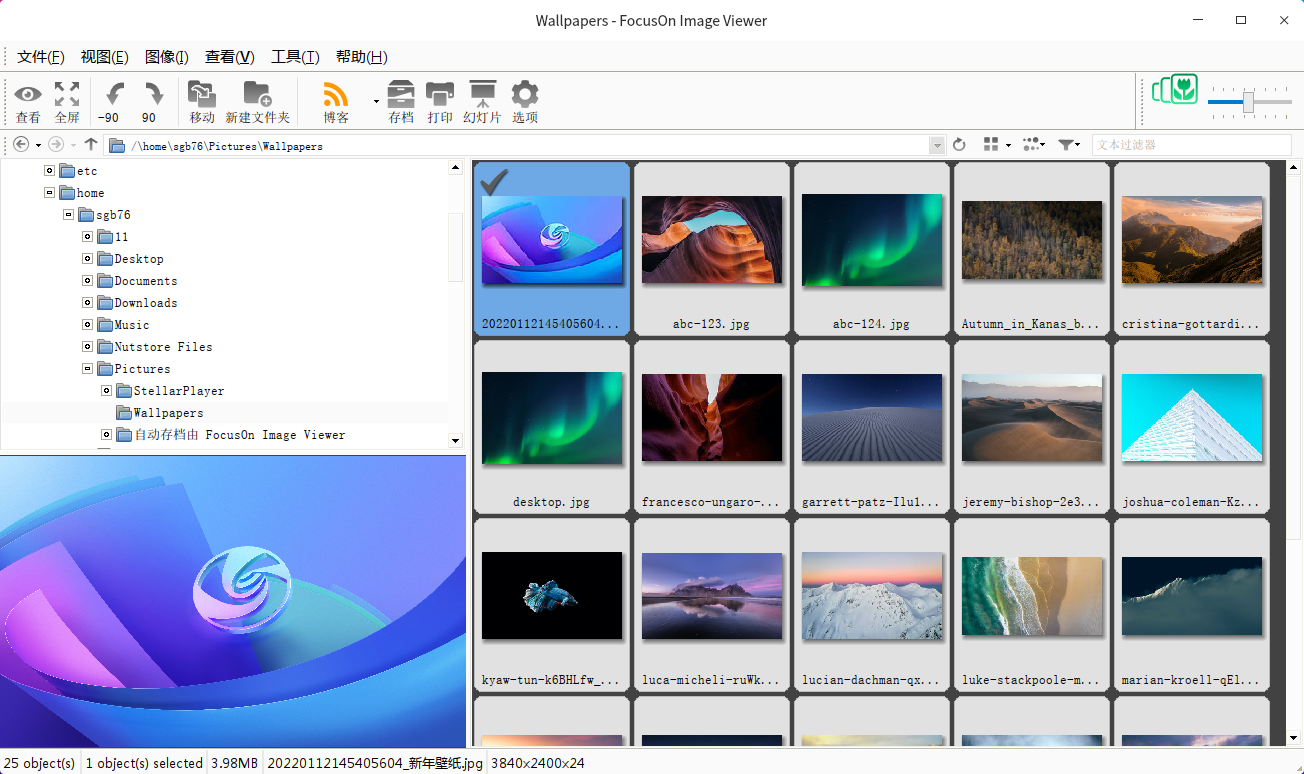 Wallpapers - FocusOn Image Viewer
文件(F) 视图(E) 图像(I) 查看(V) 工具(T) 帮助(H)
查看 全屏 -90 90 移动 新建文件夹 博客 存档 打印 幻灯片 选项
/\home\sgb76\Pictures\Wallpapers 文本过滤器
etc
home
sgb76
11
Desktop
Documents
Downloads
Music
Nutstore Files
Pictures
StellarPlayer
Wallpapers
自动存档由 FocusOn Image Viewer
20220112145405604... abc-123.jpg abc-124.jpg Autumn_in_Kanas_b... cristina-gottardi...
desktop.jpg francesco-ungaro-... garrett-patz-Ilu1... jeremy-bishop-2e3... joshua-coleman-Kz...
kyaw-tun-k6BHLfw_... luca-micheli-ruWk... lucian-dachman-qx... luke-stackpoole-m... marian-kroell-qEl...
25 object(s) 1 object(s) selected 3.98MB 20220112145405604_新年壁纸.jpg 3840x2400x24